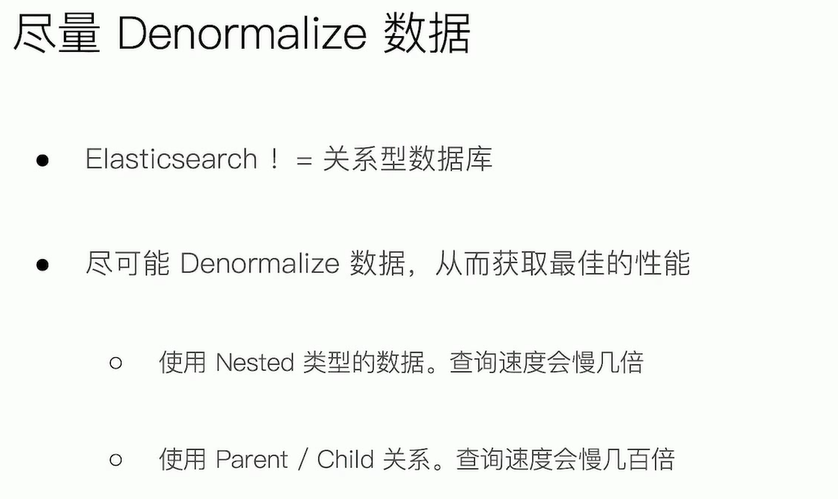 尽量 Denormalize 数据
● Elasticsearch ！= 关系型数据库
● 尽可能 Denormalize 数据，从而获取最佳的性能
○ 使用 Nested 类型的数据。查询速度会慢几倍
○ 使用 Parent / Child 关系。查询速度会慢几百倍